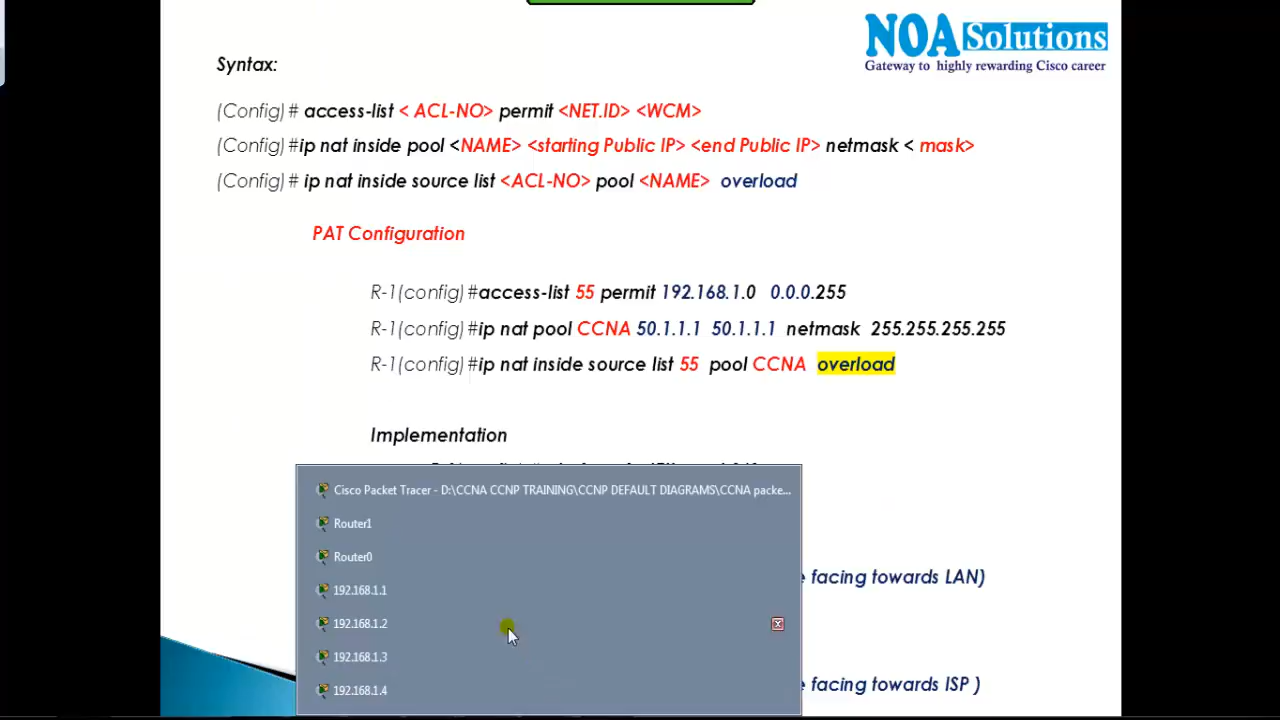 NOA Solutions
Gateway to highly rewarding Cisco career
Syntax:
(Config)# access-list < ACL-NO> permit <NET.ID> <WCM>
(Config)#ip nat inside pool <NAME> <starting Public IP> <end Public IP> netmask < mask>
(Config)# ip nat inside source list <ACL-NO> pool <NAME> overload
PAT Configuration
R-1(config)#access-list 55 permit 192.168.1.0 0.0.0.255
R-1(config)#ip nat pool CCNA 50.1.1.1 50.1.1.1 netmask 255.255.255.255
R-1(config)#ip nat inside source list 55 pool CCNA overload
Implementation
Cisco Packet Tracer - D:\CCNA CCNP TRAINING\CCNP DEFAULT DIAGRAMS\CCNA packe...
Router1
Router0
192.168.1.1
facing towards LAN)
192.168.1.2
192.168.1.3
192.168.1.4
facing towards ISP )